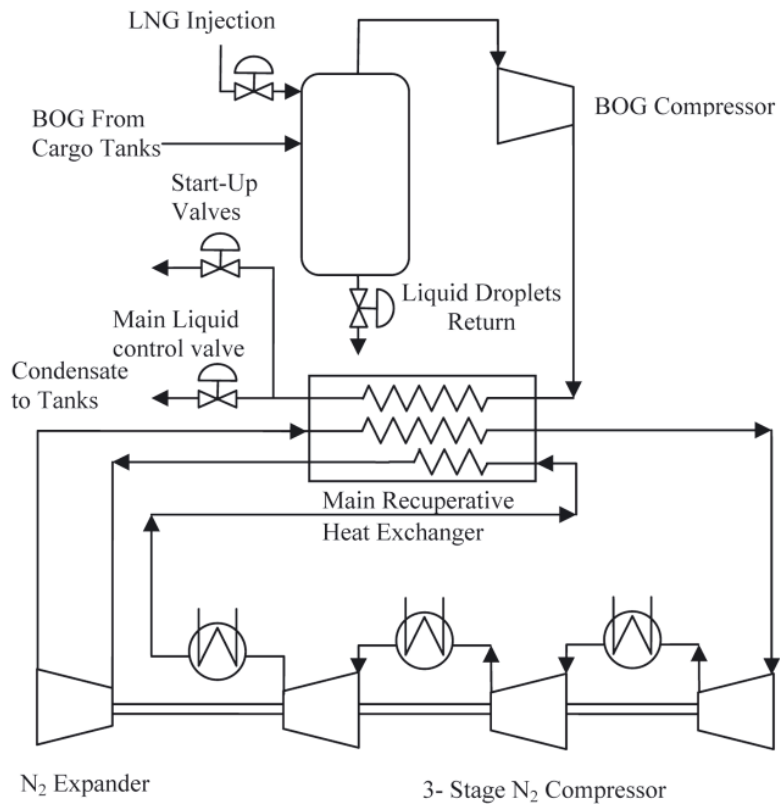 LNG Injection
BOG Compressor
BOG From
Cargo Tanks
Start-Up
Valves
Liquid Droplets
Return
Main Liquid
control valve
Condensate
to Tanks
Main Recuperative
Heat Exchanger
N₂ Expander
3- Stage N₂ Compressor